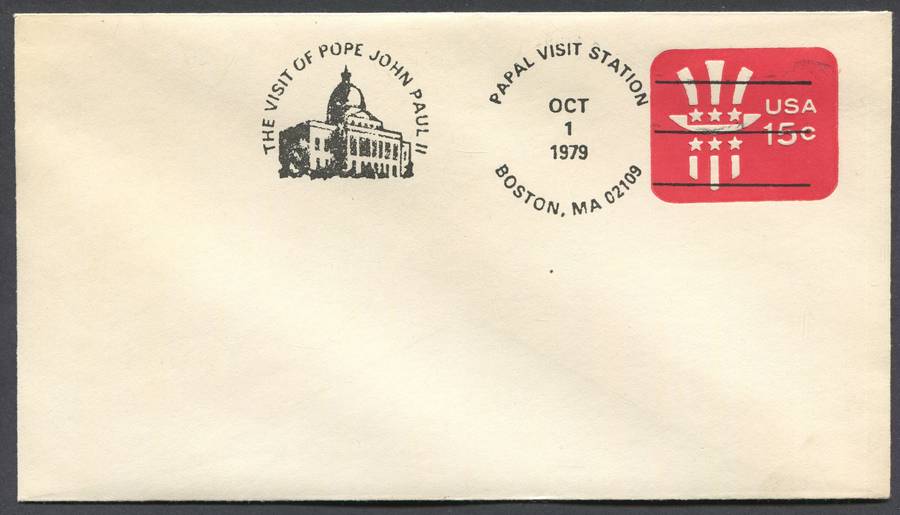 THE VISIT OF POPE JOHN PAUL II
PAPAL VISIT STATION
OCT
1
1979
BOSTON, MA 02109
USA
15c